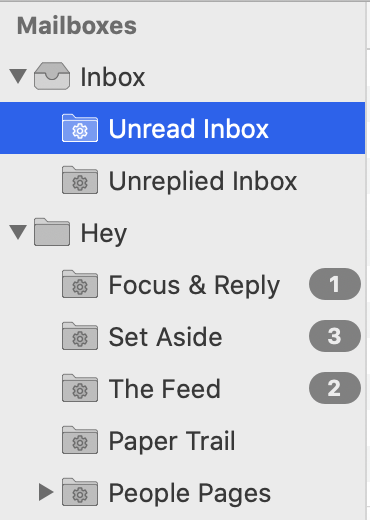 Mailboxes
Inbox
Unread Inbox
Unreplied Inbox
Hey
Focus & Reply 1
Set Aside 3
The Feed 2
Paper Trail
People Pages